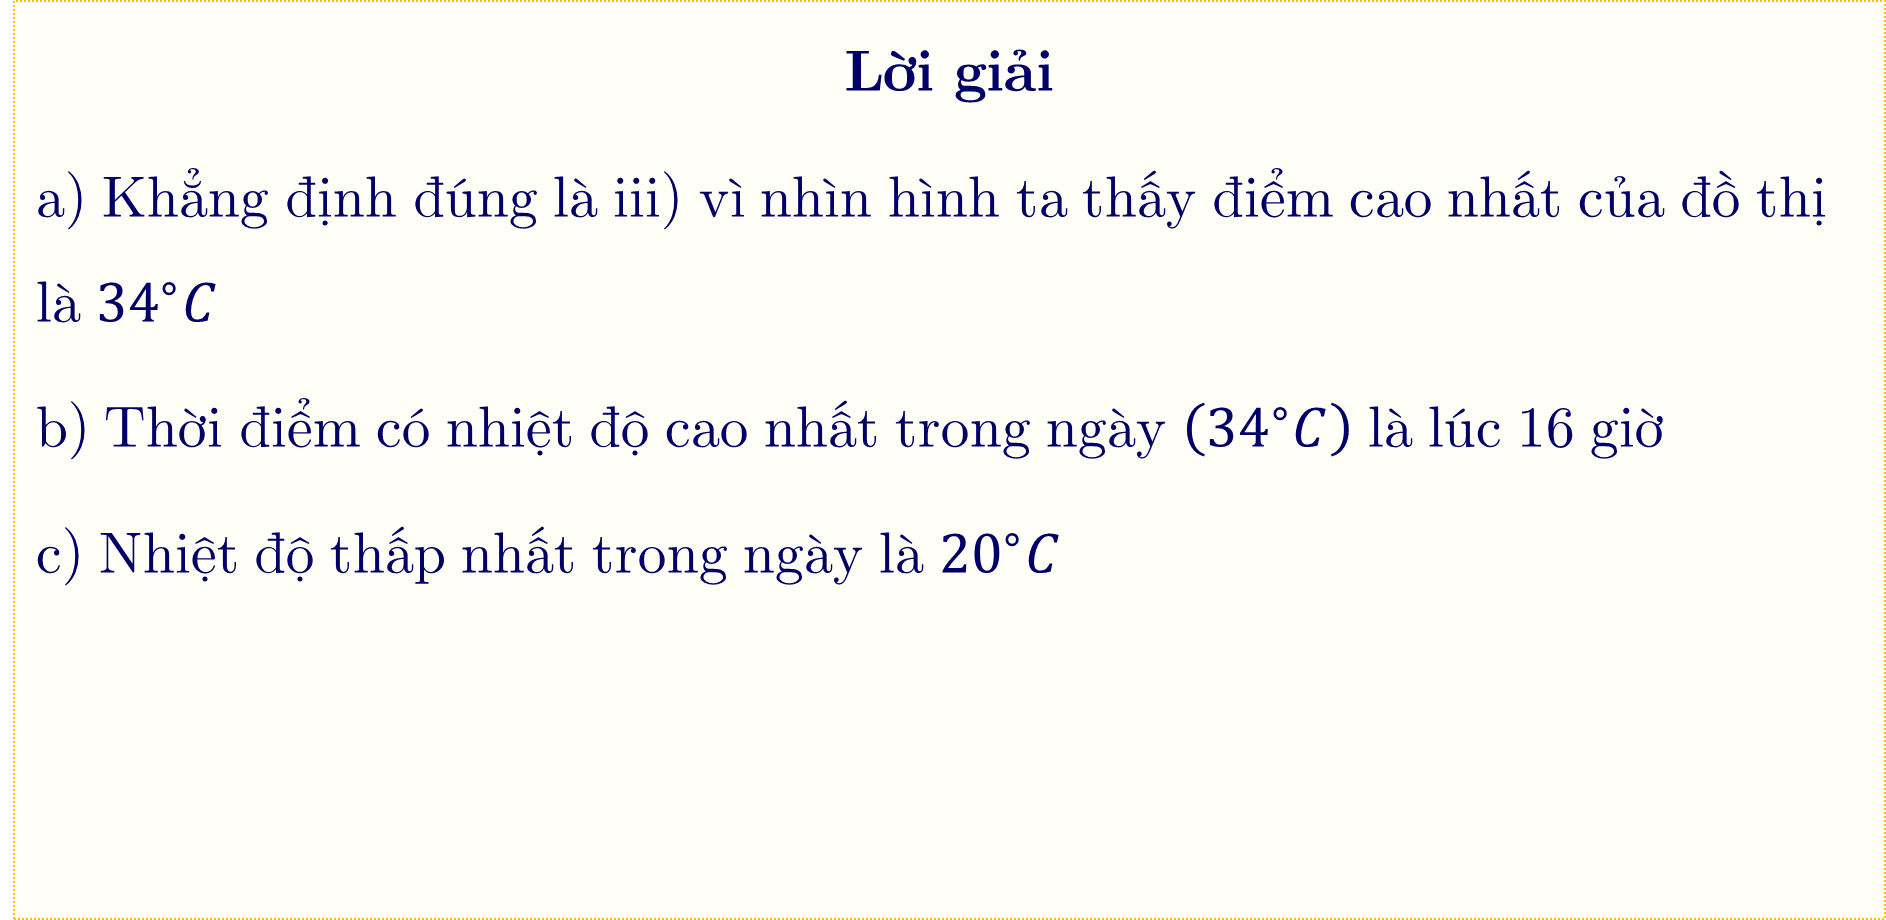 Lời giải
a) Khẳng định đúng là iii) vì nhìn hình ta thấy điểm cao nhất của đồ thị
là 34°C
b) Thời điểm có nhiệt độ cao nhất trong ngày (34°C) là lúc 16 giờ
c) Nhiệt độ thấp nhất trong ngày là 20°C